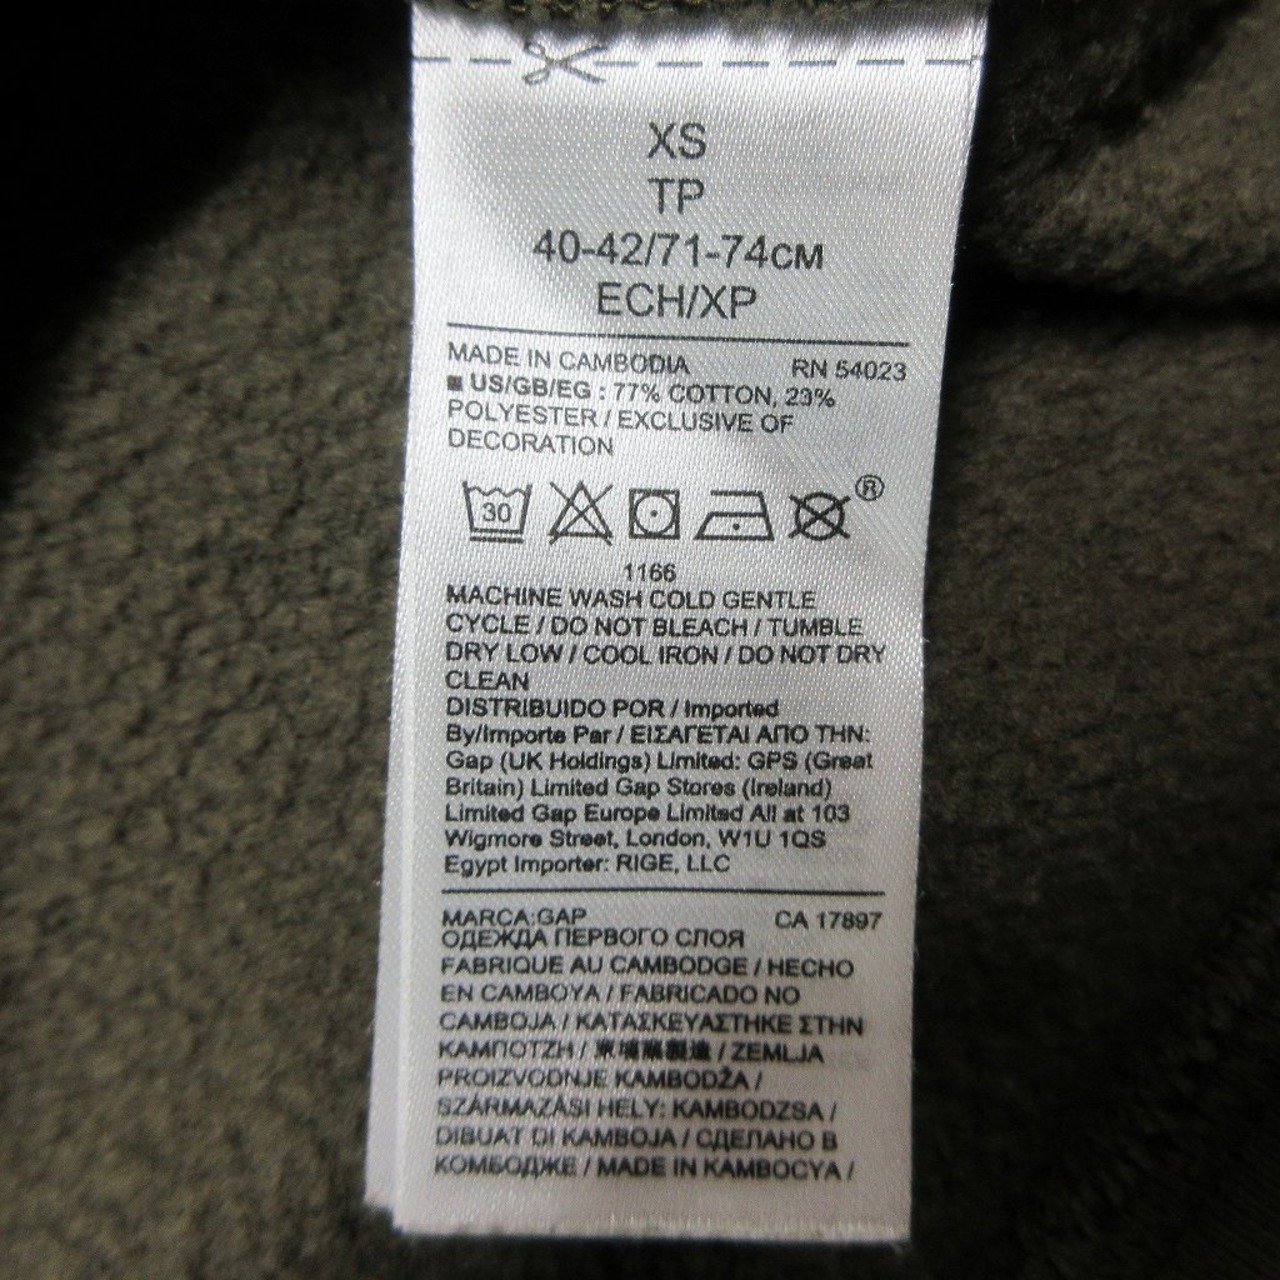 XS
TP
40-42/71-74см
ECH/XP
MADE IN CAMBODIA RN 54023
■ US/GB/EG : 77% COTTON, 23%
POLYESTER / EXCLUSIVE OF
DECORATION
30 ®
1166
MACHINE WASH COLD GENTLE
CYCLE / DO NOT BLEACH / TUMBLE
DRY LOW / COOL IRON / DO NOT DRY
CLEAN
DISTRIBUIDO POR / Imported
By/Importe Par / ΕΙΣΑΓΕΤΑΙ ΑΠΟ ΤΗΝ:
Gap (UK Holdings) Limited: GPS (Great
Britain) Limited Gap Stores (Ireland)
Limited Gap Europe Limited All at 103
Wigmore Street, London, W1U 1QS
Egypt Importer: RIGE, LLC
MARCA:GAP CA 17897
ОДЕЖДА ПЕРВОГО СЛОЯ
FABRIQUE AU CAMBODGE / HECHO
EN CAMBOYA / FABRICADO NO
CAMBOJA / ΚΑΤΑΣΚΕΥΑΣΤΗΚΕ ΣΤΗΝ
ΚΑΜΠΟΤΖΗ / 柬埔寨製造 / ZEMLJA
PROIZVODNJE KAMBODŽA /
SZÁRMAZÁSI HELY: KAMBODZSA /
DIBUAT DI KAMBOJA / СДЕЛАНО В
КОМБОДЖЕ / MADE IN KAMBOCYA /